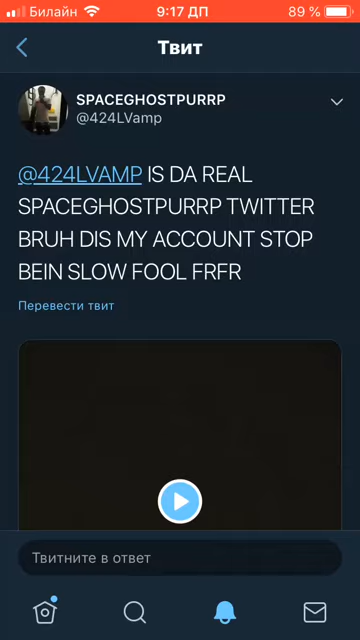 Билайн 9:17 ДП 89 %
Твит
SPACEGHOSTPURRP
@424LVamp
@424LVAMP IS DA REAL
SPACEGHOSTPURRP TWITTER
BRUH DIS MY ACCOUNT STOP
BEIN SLOW FOOL FRFR
Перевести твит
Твитните в ответ